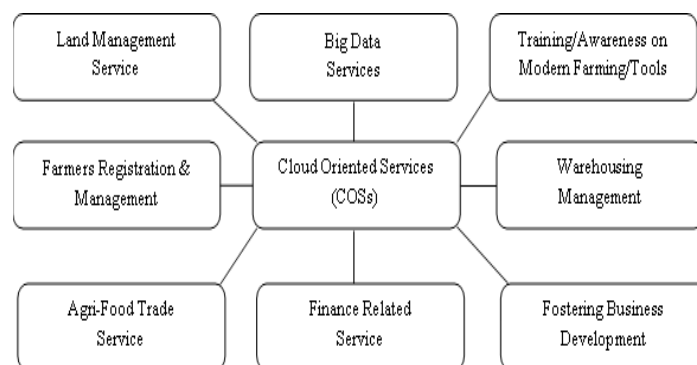 Land Management
Service
Big Data
Services
Training/Awareness on
Modern Farming/Tools
Farmers Registration &
Management
Cloud Oriented Services
(COSs)
Warehousing
Management
Agri-Food Trade
Service
Finance Related
Service
Fostering Business
Development